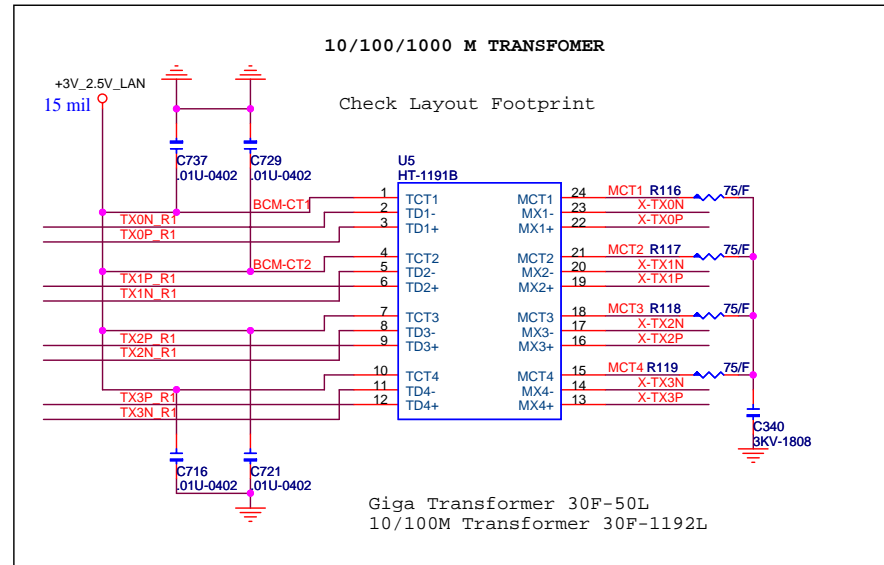 10/100/1000 M TRANSFOMER
+3V_2.5V_LAN
15 mil
Check Layout Footprint
C737
.01U-0402
C729
.01U-0402
U5
HT-1191B
BCM-CT1 1 TCT1 MCT1 24 MCT1 R116 75/F
TX0N_R1 2 TD1- MX1- 23 X-TX0N
TX0P_R1 3 TD1+ MX1+ 22 X-TX0P
BCM-CT2 4 TCT2 MCT2 21 MCT2 R117 75/F
TX1P_R1 5 TD2- MX2- 20 X-TX1N
TX1N_R1 6 TD2+ MX2+ 19 X-TX1P
7 TCT3 MCT3 18 MCT3 R118 75/F
TX2P_R1 8 TD3- MX3- 17 X-TX2N
TX2N_R1 9 TD3+ MX3+ 16 X-TX2P
10 TCT4 MCT4 15 MCT4 R119 75/F
TX3P_R1 11 TD4- MX4- 14 X-TX3N
TX3N_R1 12 TD4+ MX4+ 13 X-TX3P
C340
3KV-1808
C716
.01U-0402
C721
.01U-0402
Giga Transformer 30F-50L
10/100M Transformer 30F-1192L